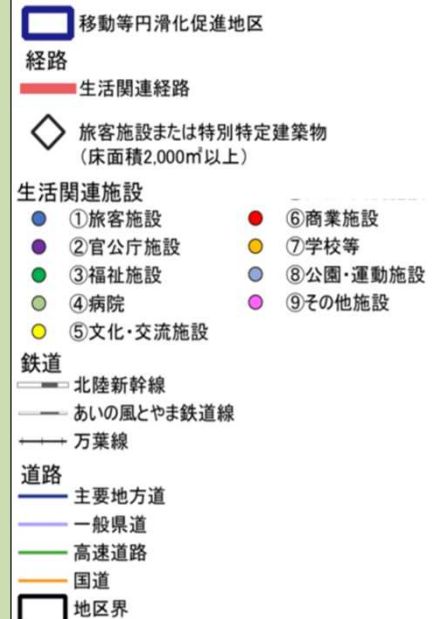 移動等円滑化促進地区
経路
生活関連経路
旅客施設または特別特定建築物
(床面積2,000㎡以上)
生活関連施設
①旅客施設
⑥商業施設
②官公庁施設
⑦学校等
③福祉施設
⑧公園・運動施設
④病院
⑨その他施設
⑤文化・交流施設
鉄道
北陸新幹線
あいの風とやま鉄道線
万葉線
道路
主要地方道
一般県道
高速道路
国道
地区界